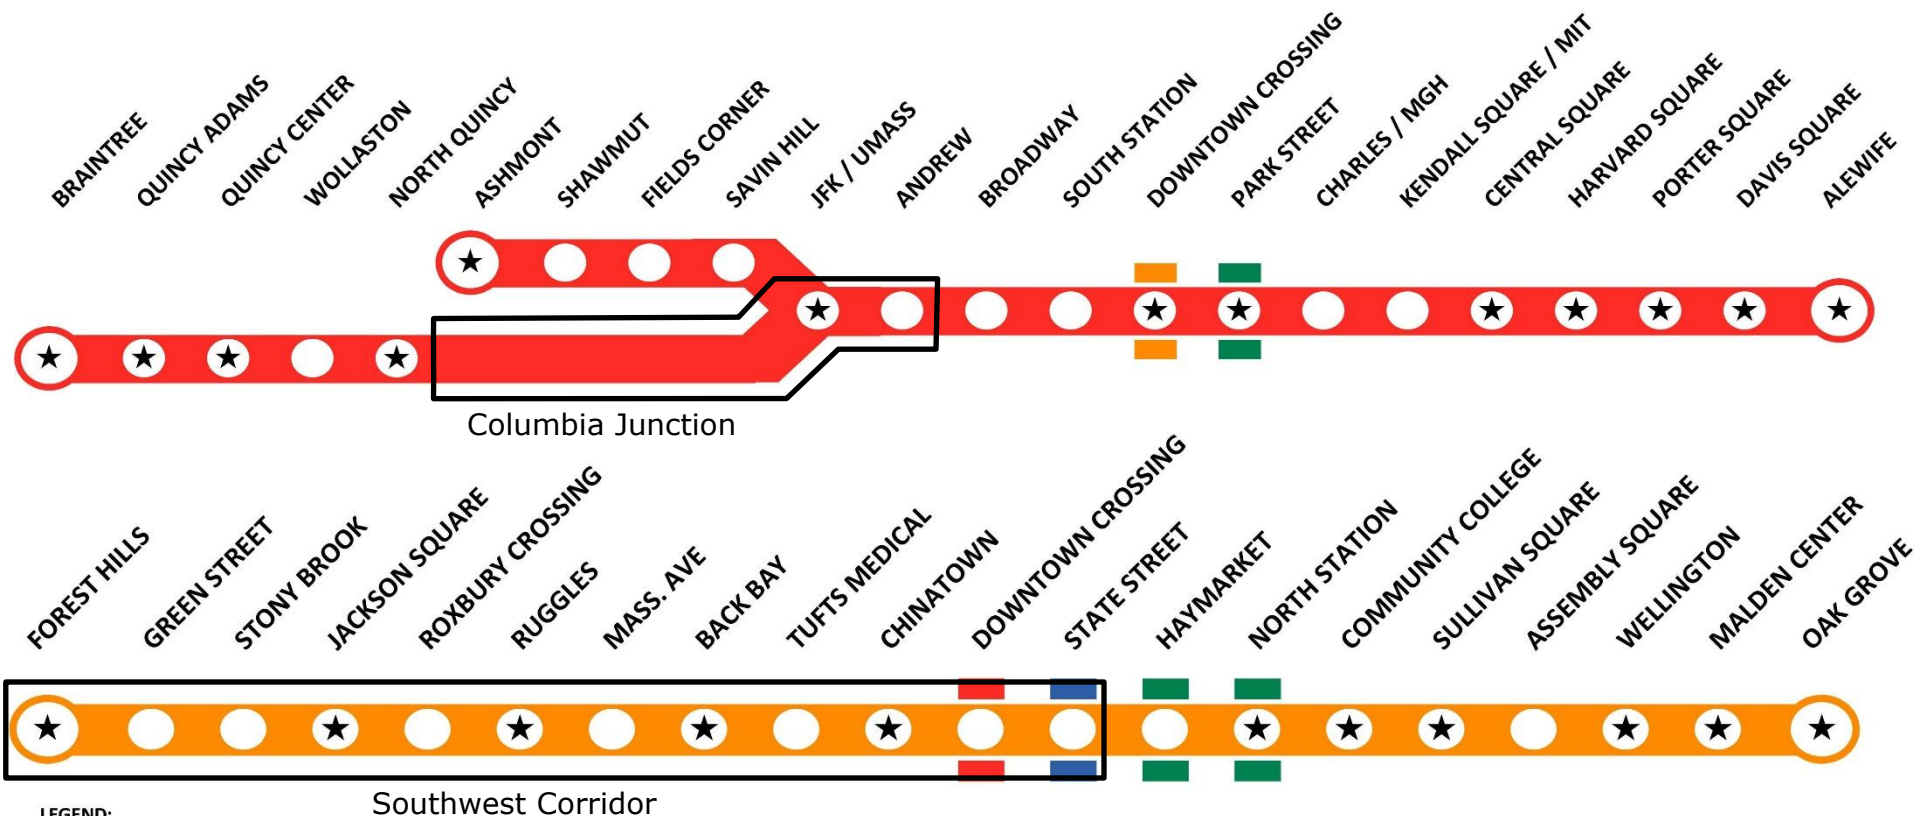 BRAINTREE
QUINCY ADAMS
QUINCY CENTER
WOLLASTON
NORTH QUINCY
ASHMONT
SHAWMUT
FIELDS CORNER
SAVIN HILL
JFK / UMASS
ANDREW
BROADWAY
SOUTH STATION
DOWNTOWN CROSSING
PARK STREET
CHARLES / MGH
KENDALL SQUARE / MIT
CENTRAL SQUARE
HARVARD SQUARE
PORTER SQUARE
DAVIS SQUARE
ALEWIFE
Columbia Junction
FOREST HILLS
GREEN STREET
STONY BROOK
JACKSON SQUARE
ROXBURY CROSSING
RUGGLES
MASS. AVE
BACK BAY
TUFTS MEDICAL
CHINATOWN
DOWNTOWN CROSSING
STATE STREET
HAYMARKET
NORTH STATION
COMMUNITY COLLEGE
SULLIVAN SQUARE
ASSEMBLY SQUARE
WELLINGTON
MALDEN CENTER
OAK GROVE
Southwest Corridor
LEGEND: